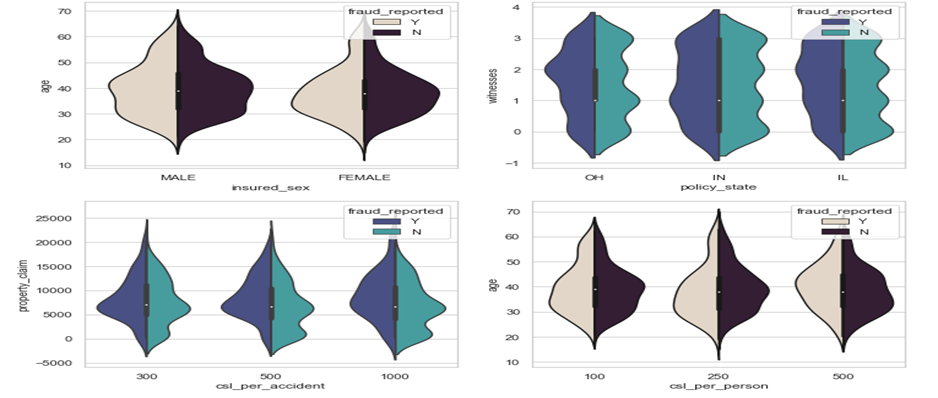 fraud_reported
Y
N
70
60
50
40
30
20
10
age
MALE
FEMALE
insured_sex
fraud_reported
Y
N
4
3
2
1
0
−1
witnesses
OH
IN
IL
policy_state
fraud_reported
Y
N
25000
20000
15000
10000
5000
0
−5000
property_claim
300
500
1000
csl_per_accident
fraud_reported
Y
N
70
60
50
40
30
20
10
age
100
250
500
csl_per_person